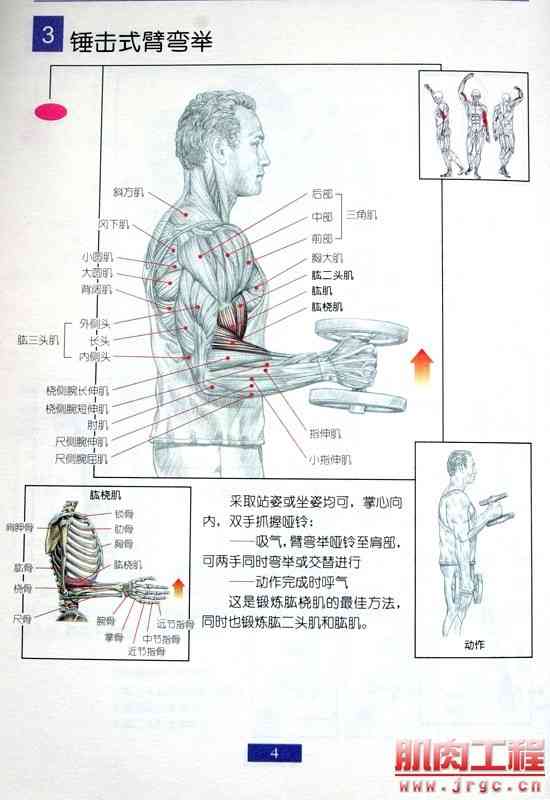 3 锤击式臂弯举
斜方肌
冈下肌
小圆肌
大圆肌
背阔肌
肱三头肌
外侧头
长头
内侧头
桡侧腕长伸肌
桡侧腕短伸肌
肘肌
尺侧腕伸肌
尺侧腕屈肌
后部
中部
前部
三角肌
胸大肌
肱二头肌
肱肌
肱桡肌
指伸肌
小指伸肌
肱桡肌
锁骨
肋骨
胸骨
肱桡肌
肩胛骨
肱骨
桡骨
尺骨
腕骨
掌骨
近节指骨
中节指骨
远节指骨
采取站姿或坐姿均可，掌心向
内，双手抓握哑铃：
——吸气，臂弯举哑铃至肩部，
可两手同时弯举或交替进行
——动作完成时呼气
这是锻炼肱桡肌的最佳方法，
同时也锻炼肱二头肌和肱肌。
动作
4
肌肉工程
www.jrgc.cn